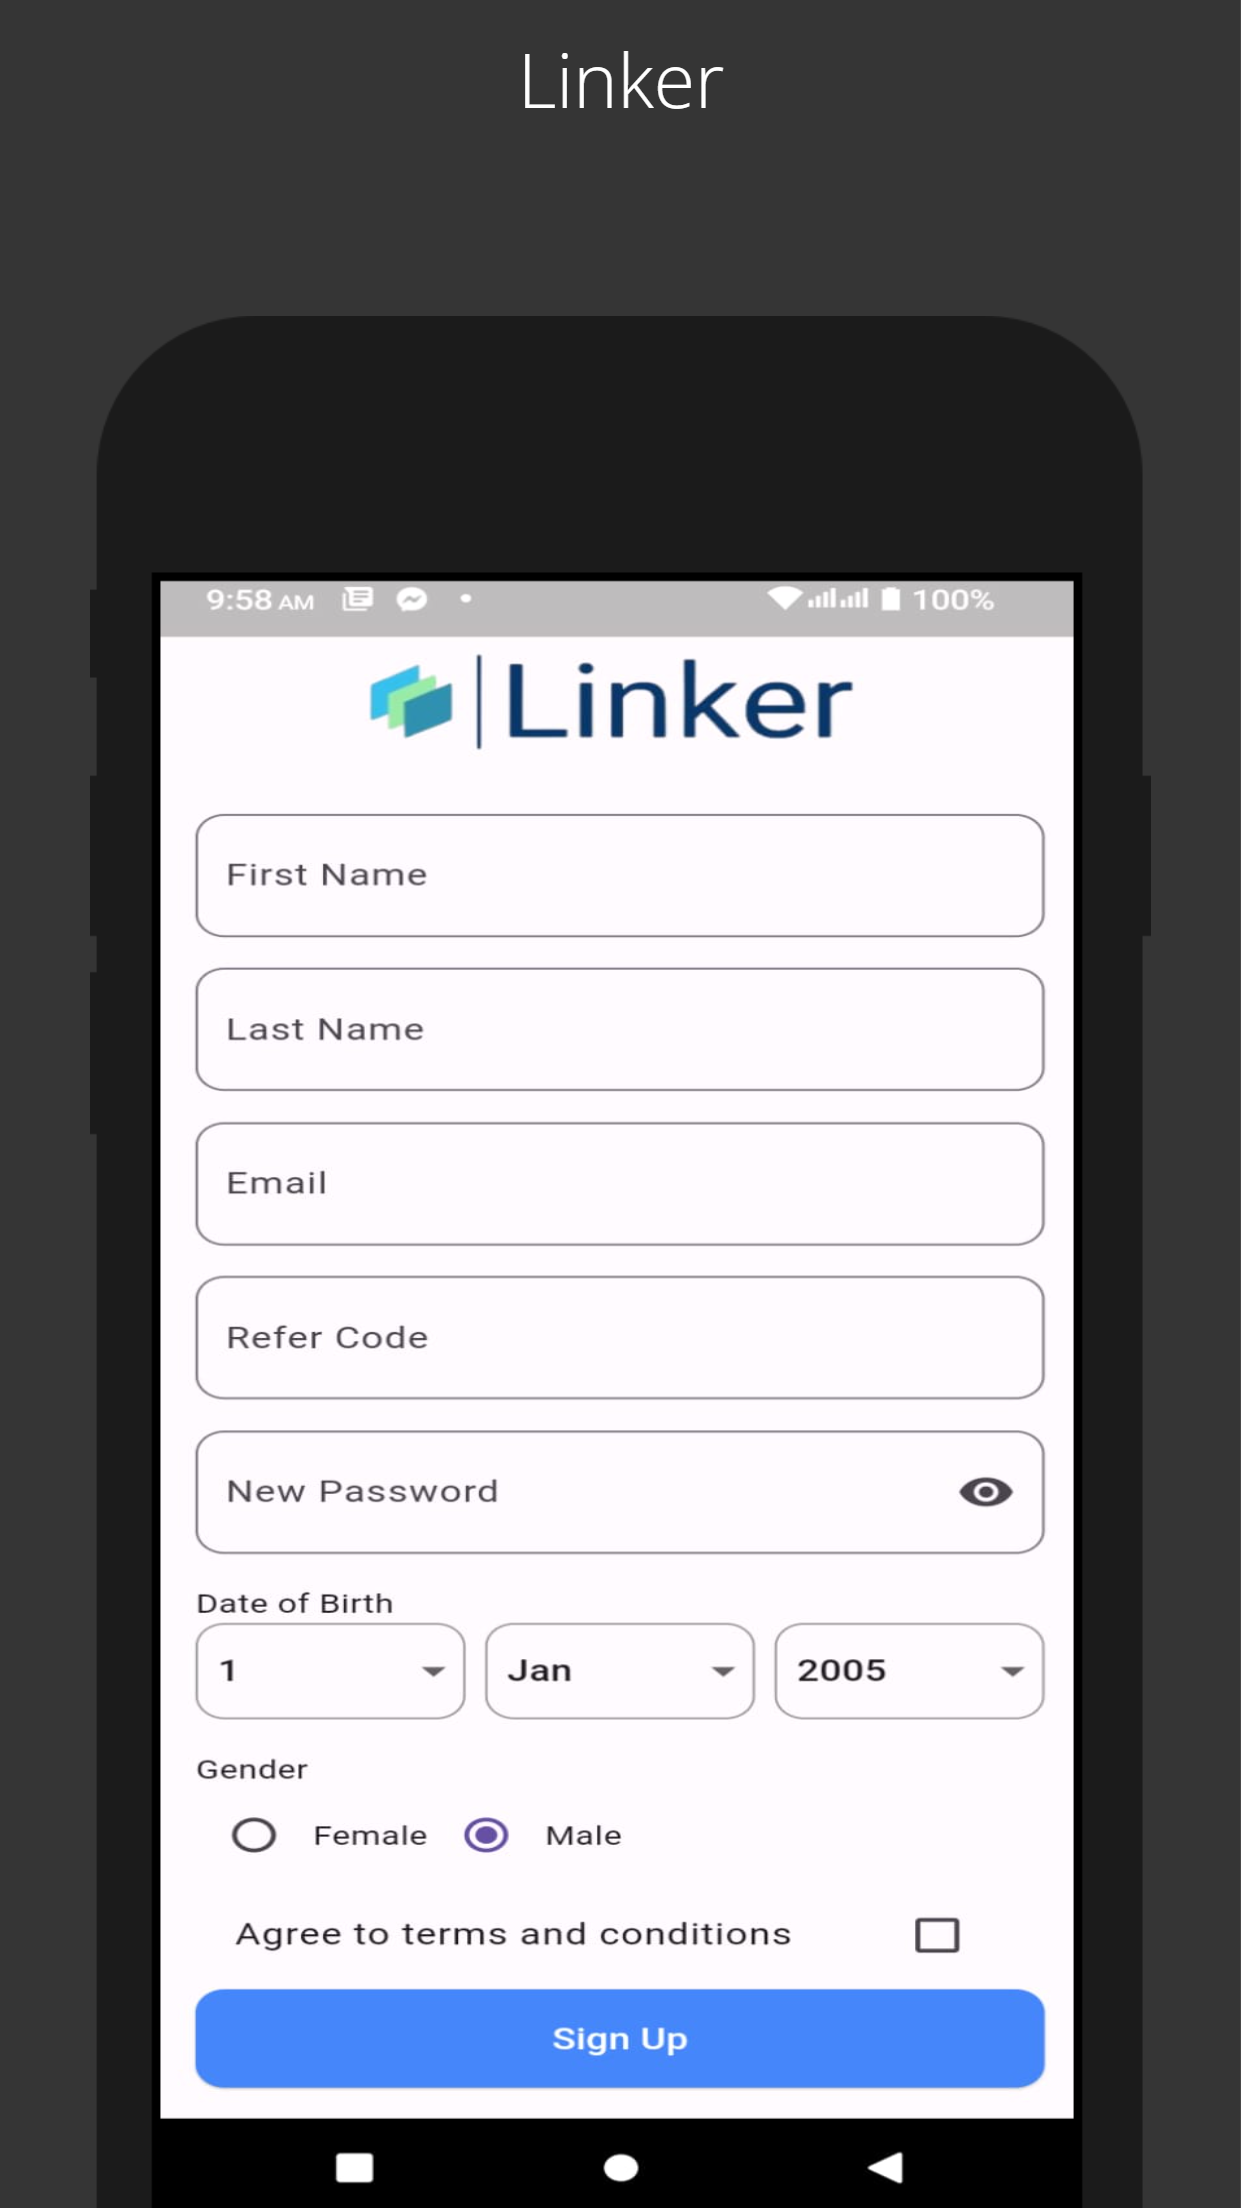 Linker
9:58 AM 100%
Linker
First Name
Last Name
Email
Refer Code
New Password
Date of Birth
1 Jan 2005
Gender
Female Male
Agree to terms and conditions
Sign Up